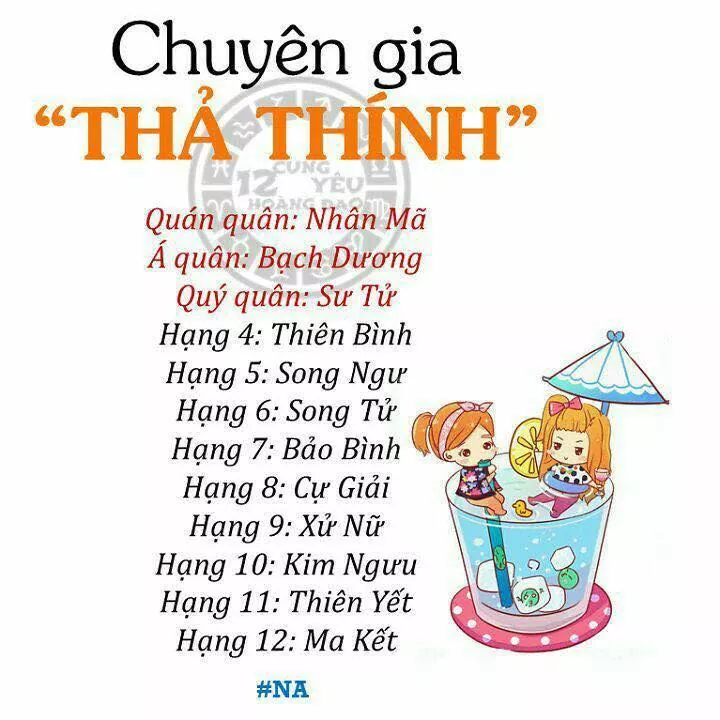 Chuyên gia
“THẢ THÍNH”
CUNG
12 YÊU
HOÀNG ĐẠO
Quán quân: Nhân Mã
Á quân: Bạch Dương
Quý quân: Sư Tử
Hạng 4: Thiên Bình
Hạng 5: Song Ngư
Hạng 6: Song Tử
Hạng 7: Bảo Bình
Hạng 8: Cự Giải
Hạng 9: Xử Nữ
Hạng 10: Kim Ngưu
Hạng 11: Thiên Yết
Hạng 12: Ma Kết
#NA